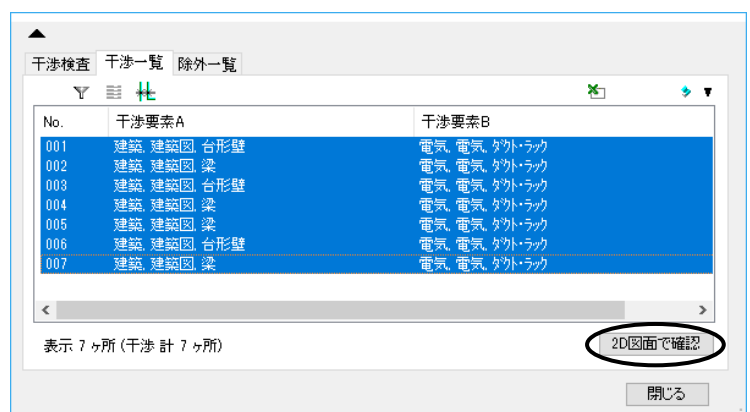 干渉検査 干渉一覧 除外一覧
No. 干渉要素A 干渉要素B
001 建築, 建築図, 台形壁 電気, 電気, ダクト・ラック
002 建築, 建築図, 梁 電気, 電気, ダクト・ラック
003 建築, 建築図, 台形壁 電気, 電気, ダクト・ラック
004 建築, 建築図, 梁 電気, 電気, ダクト・ラック
005 建築, 建築図, 梁 電気, 電気, ダクト・ラック
006 建築, 建築図, 台形壁 電気, 電気, ダクト・ラック
007 建築, 建築図, 梁 電気, 電気, ダクト・ラック
表示 7 ヶ所 (干渉 計 7 ヶ所) 2D図面で確認
閉じる